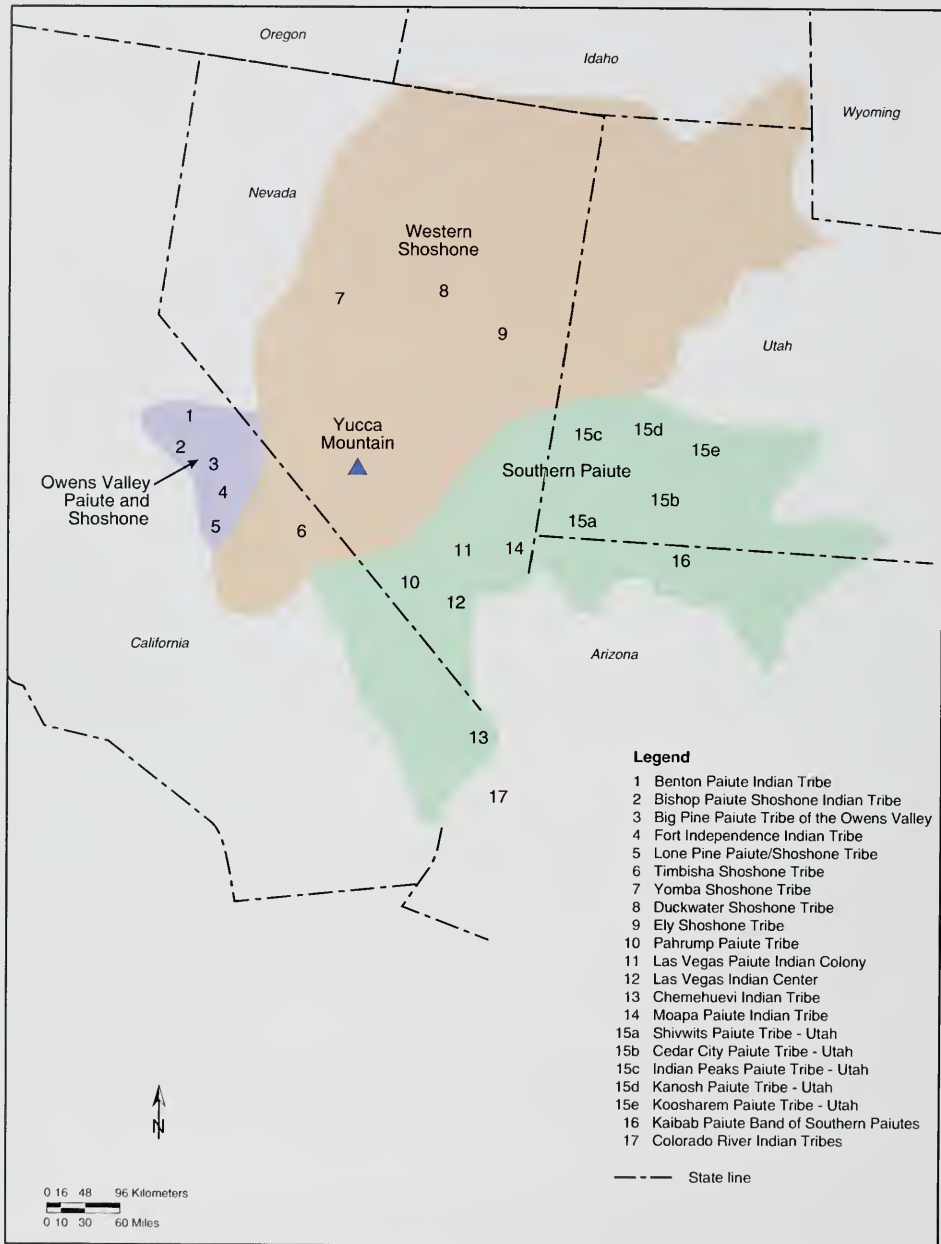 Oregon
Idaho
Wyoming
Nevada
Western
Shoshone
7
8
9
Utah
1
2
3
4
5
Owens Valley
Paiute and
Shoshone
Yucca
Mountain
6
15c
15d
15e
Southern Paiute
15b
15a
11
14
16
10
12
California
Arizona
13
17
Legend
1 Benton Paiute Indian Tribe
2 Bishop Paiute Shoshone Indian Tribe
3 Big Pine Paiute Tribe of the Owens Valley
4 Fort Independence Indian Tribe
5 Lone Pine Paiute/Shoshone Tribe
6 Timbisha Shoshone Tribe
7 Yomba Shoshone Tribe
8 Duckwater Shoshone Tribe
9 Ely Shoshone Tribe
10 Pahrump Paiute Tribe
11 Las Vegas Paiute Indian Colony
12 Las Vegas Indian Center
13 Chemehuevi Indian Tribe
14 Moapa Paiute Indian Tribe
15a Shivwits Paiute Tribe - Utah
15b Cedar City Paiute Tribe - Utah
15c Indian Peaks Paiute Tribe - Utah
15d Kanosh Paiute Tribe - Utah
15e Koosharem Paiute Tribe - Utah
16 Kaibab Paiute Band of Southern Paiutes
17 Colorado River Indian Tribes
State line
N
0 16 48 96 Kilometers
0 10 30 60 Miles